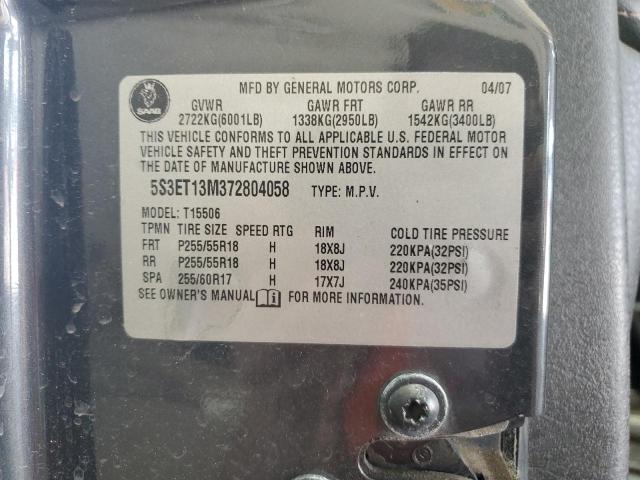 MFD BY GENERAL MOTORS CORP. 04/07
SAAB
GVWR GAWR FRT GAWR RR
2722KG(6001LB) 1338KG(2950LB) 1542KG(3400LB)
THIS VEHICLE CONFORMS TO ALL APPLICABLE U.S. FEDERAL MOTOR
VEHICLE SAFETY AND THEFT PREVENTION STANDARDS IN EFFECT ON
THE DATE OF MANUFACTURE SHOWN ABOVE.
5S3ET13M372804058 TYPE: M.P.V.
MODEL: T15506
TPMN TIRE SIZE SPEED RTG RIM COLD TIRE PRESSURE
FRT P255/55R18 H 18X8J 220KPA(32PSI)
RR P255/55R18 H 18X8J 220KPA(32PSI)
SPA 255/60R17 H 17X7J 240KPA(35PSI)
SEE OWNER'S MANUAL FOR MORE INFORMATION.